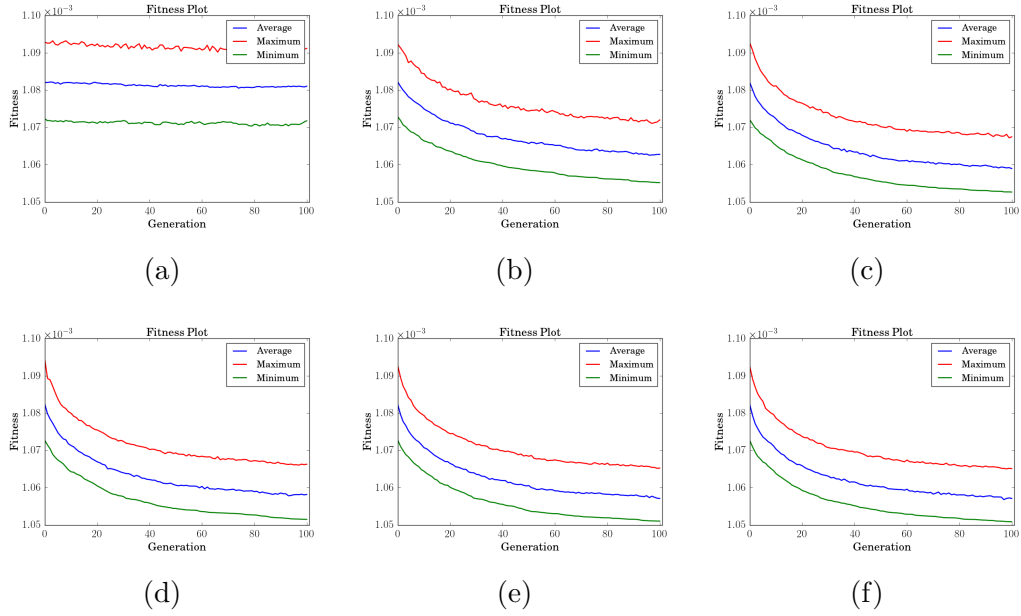 Fitness Plot
×10⁻³
1.10
1.09
1.08
1.07
1.06
1.05
Fitness
Average
Maximum
Minimum
0 20 40 60 80 100
Generation
(a)
Fitness Plot
×10⁻³
1.10
1.09
1.08
1.07
1.06
1.05
Fitness
Average
Maximum
Minimum
0 20 40 60 80 100
Generation
(b)
Fitness Plot
×10⁻³
1.10
1.09
1.08
1.07
1.06
1.05
Fitness
Average
Maximum
Minimum
0 20 40 60 80 100
Generation
(c)
Fitness Plot
×10⁻³
1.10
1.09
1.08
1.07
1.06
1.05
Fitness
Average
Maximum
Minimum
0 20 40 60 80 100
Generation
(d)
Fitness Plot
×10⁻³
1.10
1.09
1.08
1.07
1.06
1.05
Fitness
Average
Maximum
Minimum
0 20 40 60 80 100
Generation
(e)
Fitness Plot
×10⁻³
1.10
1.09
1.08
1.07
1.06
1.05
Fitness
Average
Maximum
Minimum
0 20 40 60 80 100
Generation
(f)